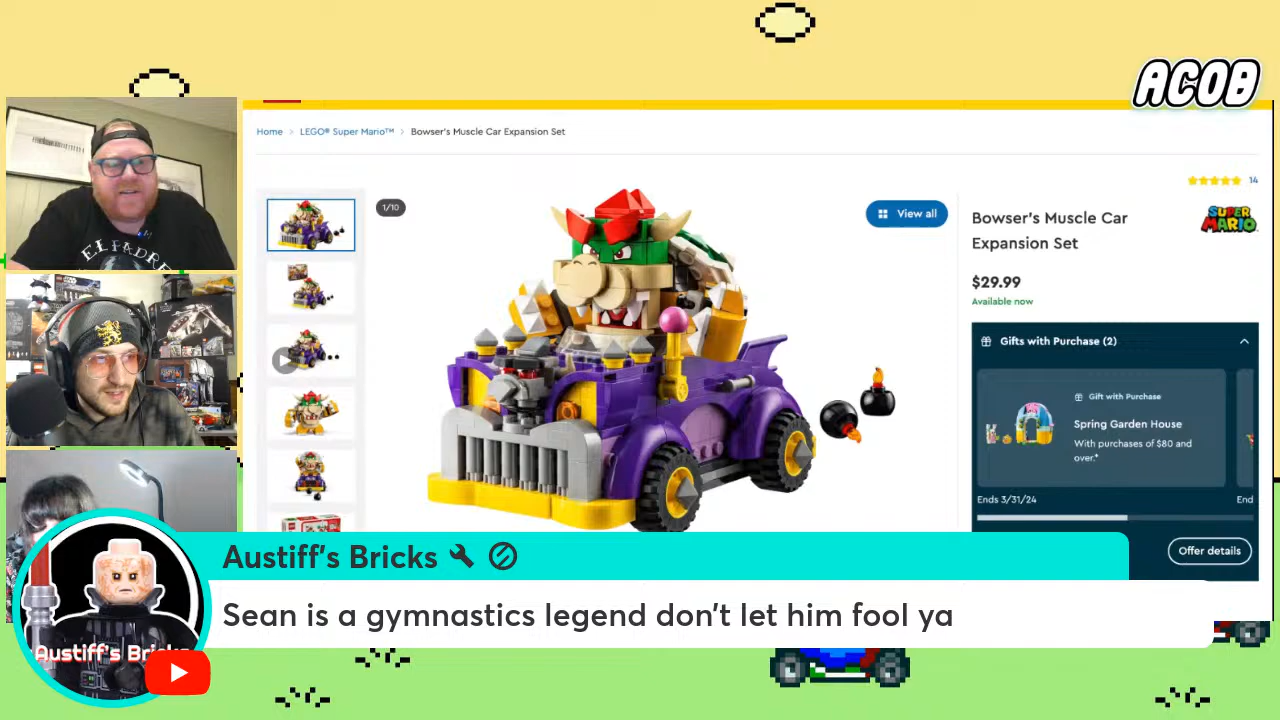 ACOB
Home > LEGO® Super Mario™ > Bowser's Muscle Car Expansion Set
14
1/10
View all
Bowser's Muscle Car
Expansion Set
SUPER
MARIO
$29.99
Available now
Gifts with Purchase (2)
Gift with Purchase
Spring Garden House
With purchases of $80 and
over.*
Ends 3/31/24
End
Offer details
EL PADRE
Austiff's Bricks
Sean is a gymnastics legend don't let him fool ya
Austiff's Bricks